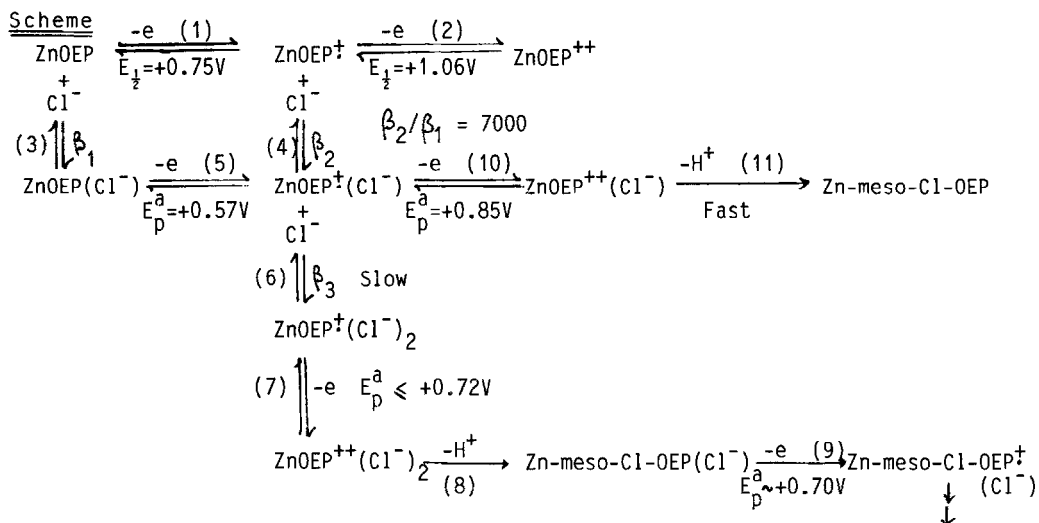 Scheme
-e (1) -e (2)
ZnOEP ZnOEP⁺̇ ZnOEP⁺⁺
E½=+0.75V E½=+1.06V
+ +
Cl⁻ Cl⁻ β₂/β₁ = 7000
(3) β₁ -e (5) (4) β₂ -e (10) -H⁺ (11)
ZnOEP(Cl⁻) ZnOEP⁺̇(Cl⁻) ZnOEP⁺⁺(Cl⁻) Zn-meso-Cl-OEP
Eₚᵃ=+0.57V + Eₚᵃ=+0.85V Fast
Cl⁻
(6) β₃ Slow
ZnOEP⁺̇(Cl⁻)₂
(7) -e Eₚᵃ ⩽ +0.72V
ZnOEP⁺⁺(Cl⁻)₂ -H⁺ Zn-meso-Cl-OEP(Cl⁻) -e (9) Zn-meso-Cl-OEP⁺̇
(8) Eₚᵃ~+0.70V (Cl⁻)